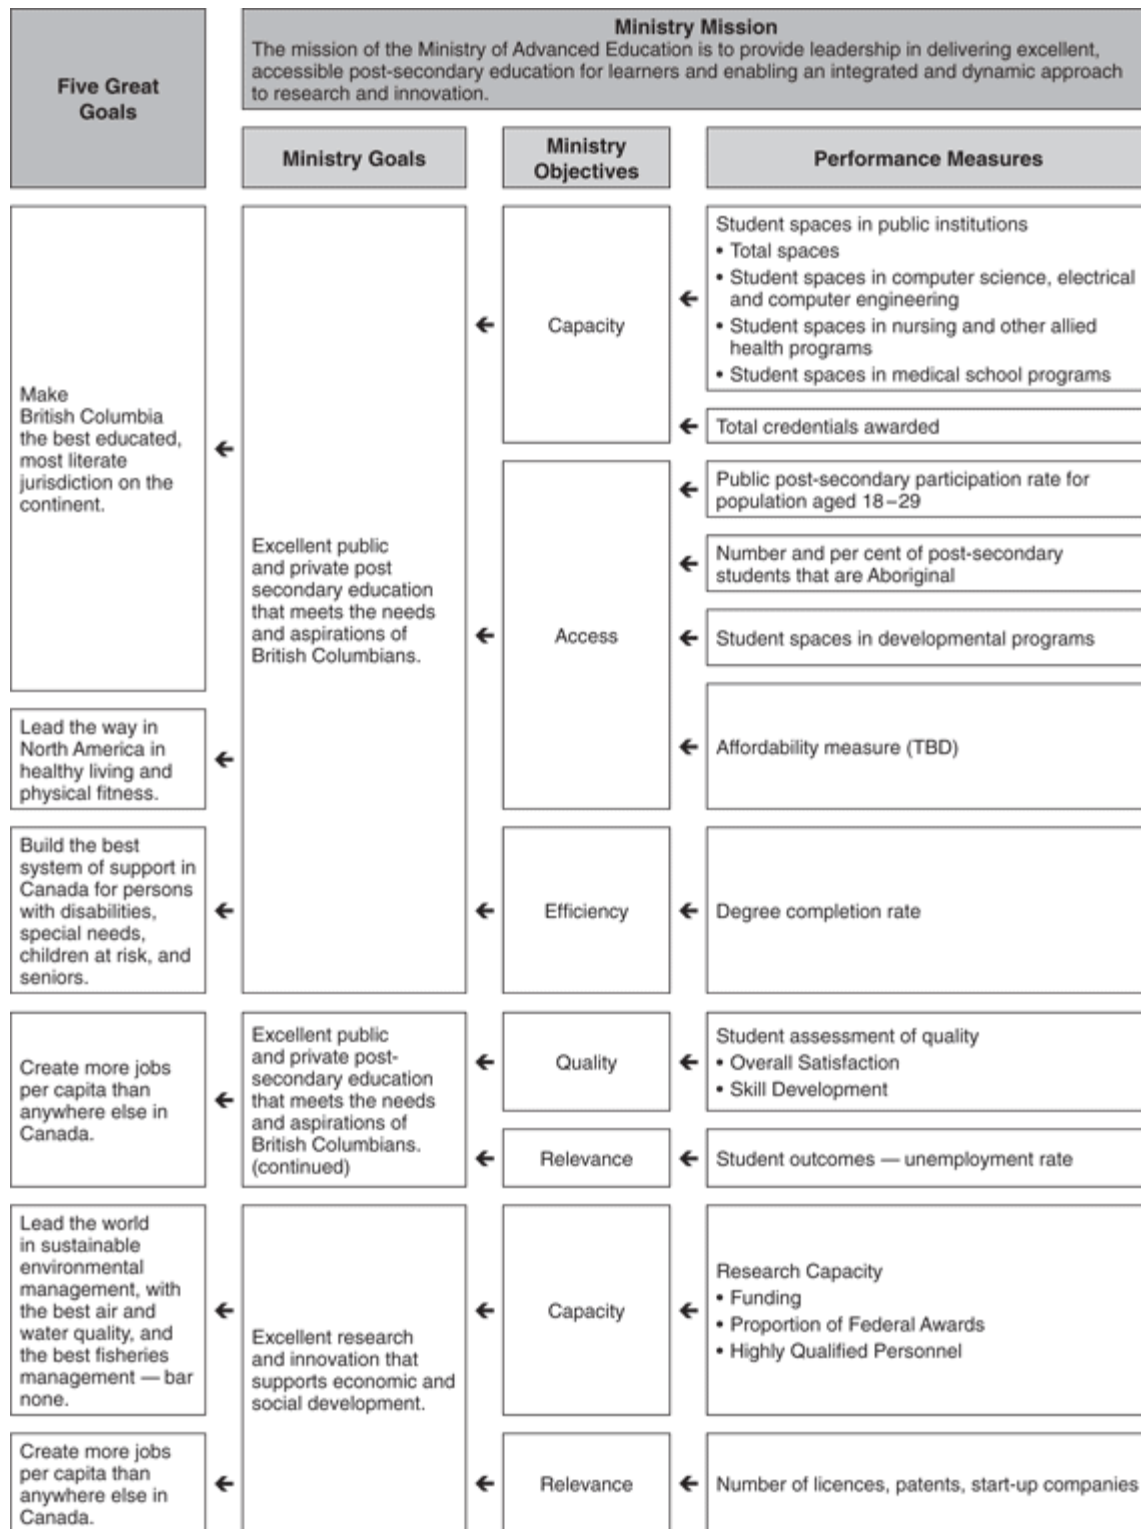 Five Great
Goals
Ministry Mission
The mission of the Ministry of Advanced Education is to provide leadership in delivering excellent,
accessible post-secondary education for learners and enabling an integrated and dynamic approach
to research and innovation.
Ministry Goals
Ministry
Objectives
Performance Measures
Make
British Columbia
the best educated,
most literate
jurisdiction on the
continent.
←
Lead the way in
North America in
healthy living and
physical fitness.
←
Build the best
system of support in
Canada for persons
with disabilities,
special needs,
children at risk, and
seniors.
←
Excellent public
and private post
secondary education
that meets the needs
and aspirations of
British Columbians.
←
Capacity
←
Student spaces in public institutions
• Total spaces
• Student spaces in computer science, electrical
and computer engineering
• Student spaces in nursing and other allied
health programs
• Student spaces in medical school programs
←
Total credentials awarded
←
Access
←
Public post-secondary participation rate for
population aged 18–29
←
Number and per cent of post-secondary
students that are Aboriginal
←
Student spaces in developmental programs
←
Affordability measure (TBD)
←
Efficiency
←
Degree completion rate
Create more jobs
per capita than
anywhere else in
Canada.
←
Excellent public
and private post-
secondary education
that meets the needs
and aspirations of
British Columbians.
(continued)
←
Quality
←
Student assessment of quality
• Overall Satisfaction
• Skill Development
←
Relevance
←
Student outcomes — unemployment rate
Lead the world
in sustainable
environmental
management, with
the best air and
water quality, and
the best fisheries
management — bar
none.
←
Create more jobs
per capita than
anywhere else in
Canada.
←
Excellent research
and innovation that
supports economic and
social development.
←
Capacity
←
Research Capacity
• Funding
• Proportion of Federal Awards
• Highly Qualified Personnel
←
Relevance
←
Number of licences, patents, start-up companies